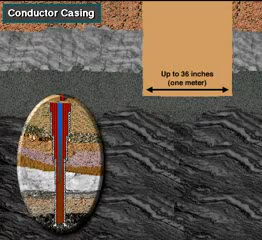 Conductor Casing
Up to 36 inches
(one meter)